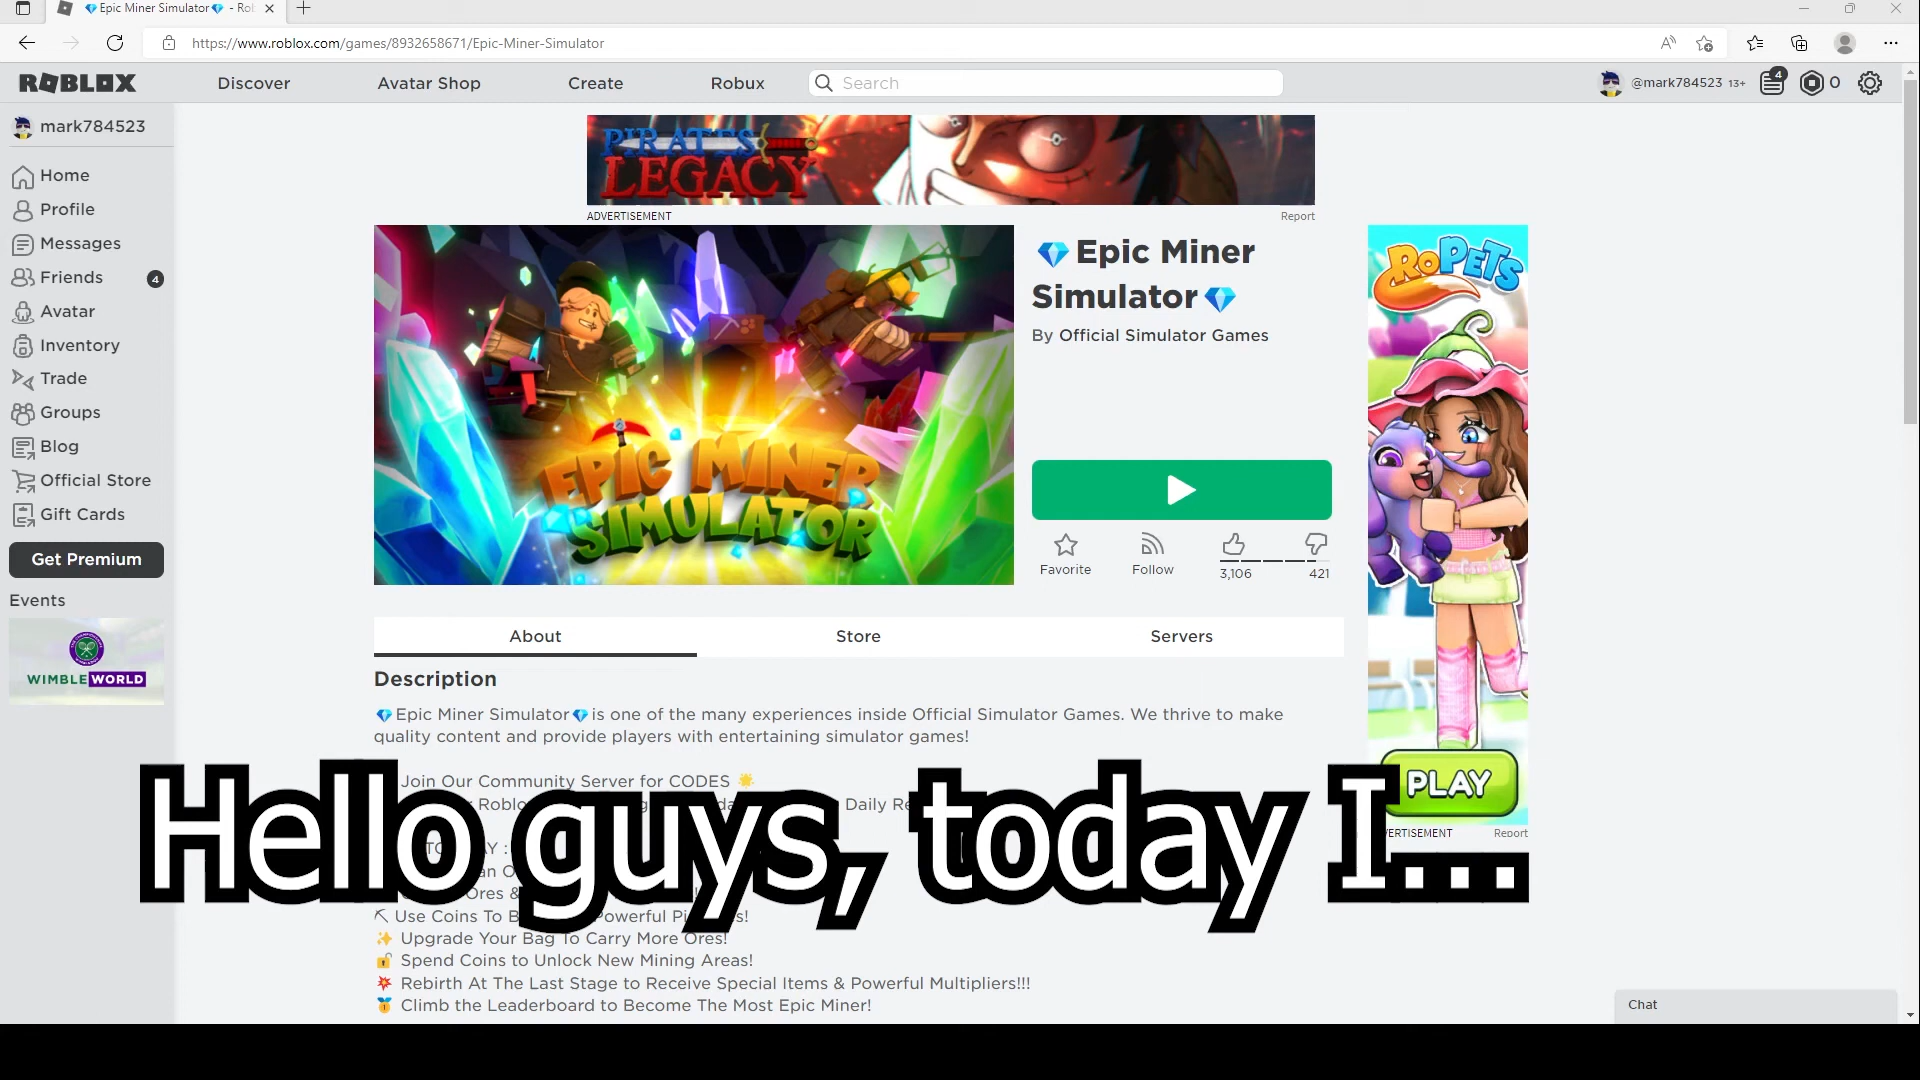 💎Epic Miner Simulator💎 - Rob
https://www.roblox.com/games/8932658671/Epic-Miner-Simulator
ROBLOX
Discover
Avatar Shop
Create
Robux
Search
@mark784523 13+
4
0
mark784523
Home
Profile
Messages
Friends
4
Avatar
Inventory
Trade
Groups
Blog
Official Store
Gift Cards
Get Premium
Events
WIMBLEWORLD
PIRATES
LEGACY
ADVERTISEMENT
Report
EPIC MINER
SIMULATOR
💎Epic Miner
Simulator💎
By Official Simulator Games
Favorite
Follow
3,106
421
ROPETS
PLAY
VERTISEMENT
Report
About
Store
Servers
Description
💎Epic Miner Simulator💎is one of the many experiences inside Official Simulator Games. We thrive to make
quality content and provide players with entertaining simulator games!
Join Our Community Server for CODES 🌟
Daily
Hello guys, today I...
Ores &
⛏ Use Coins To
✨ Upgrade Your Bag To Carry More Ores!
🔓 Spend Coins to Unlock New Mining Areas!
💥 Rebirth At The Last Stage to Receive Special Items & Powerful Multipliers!!!
🥇 Climb the Leaderboard to Become The Most Epic Miner!
Chat